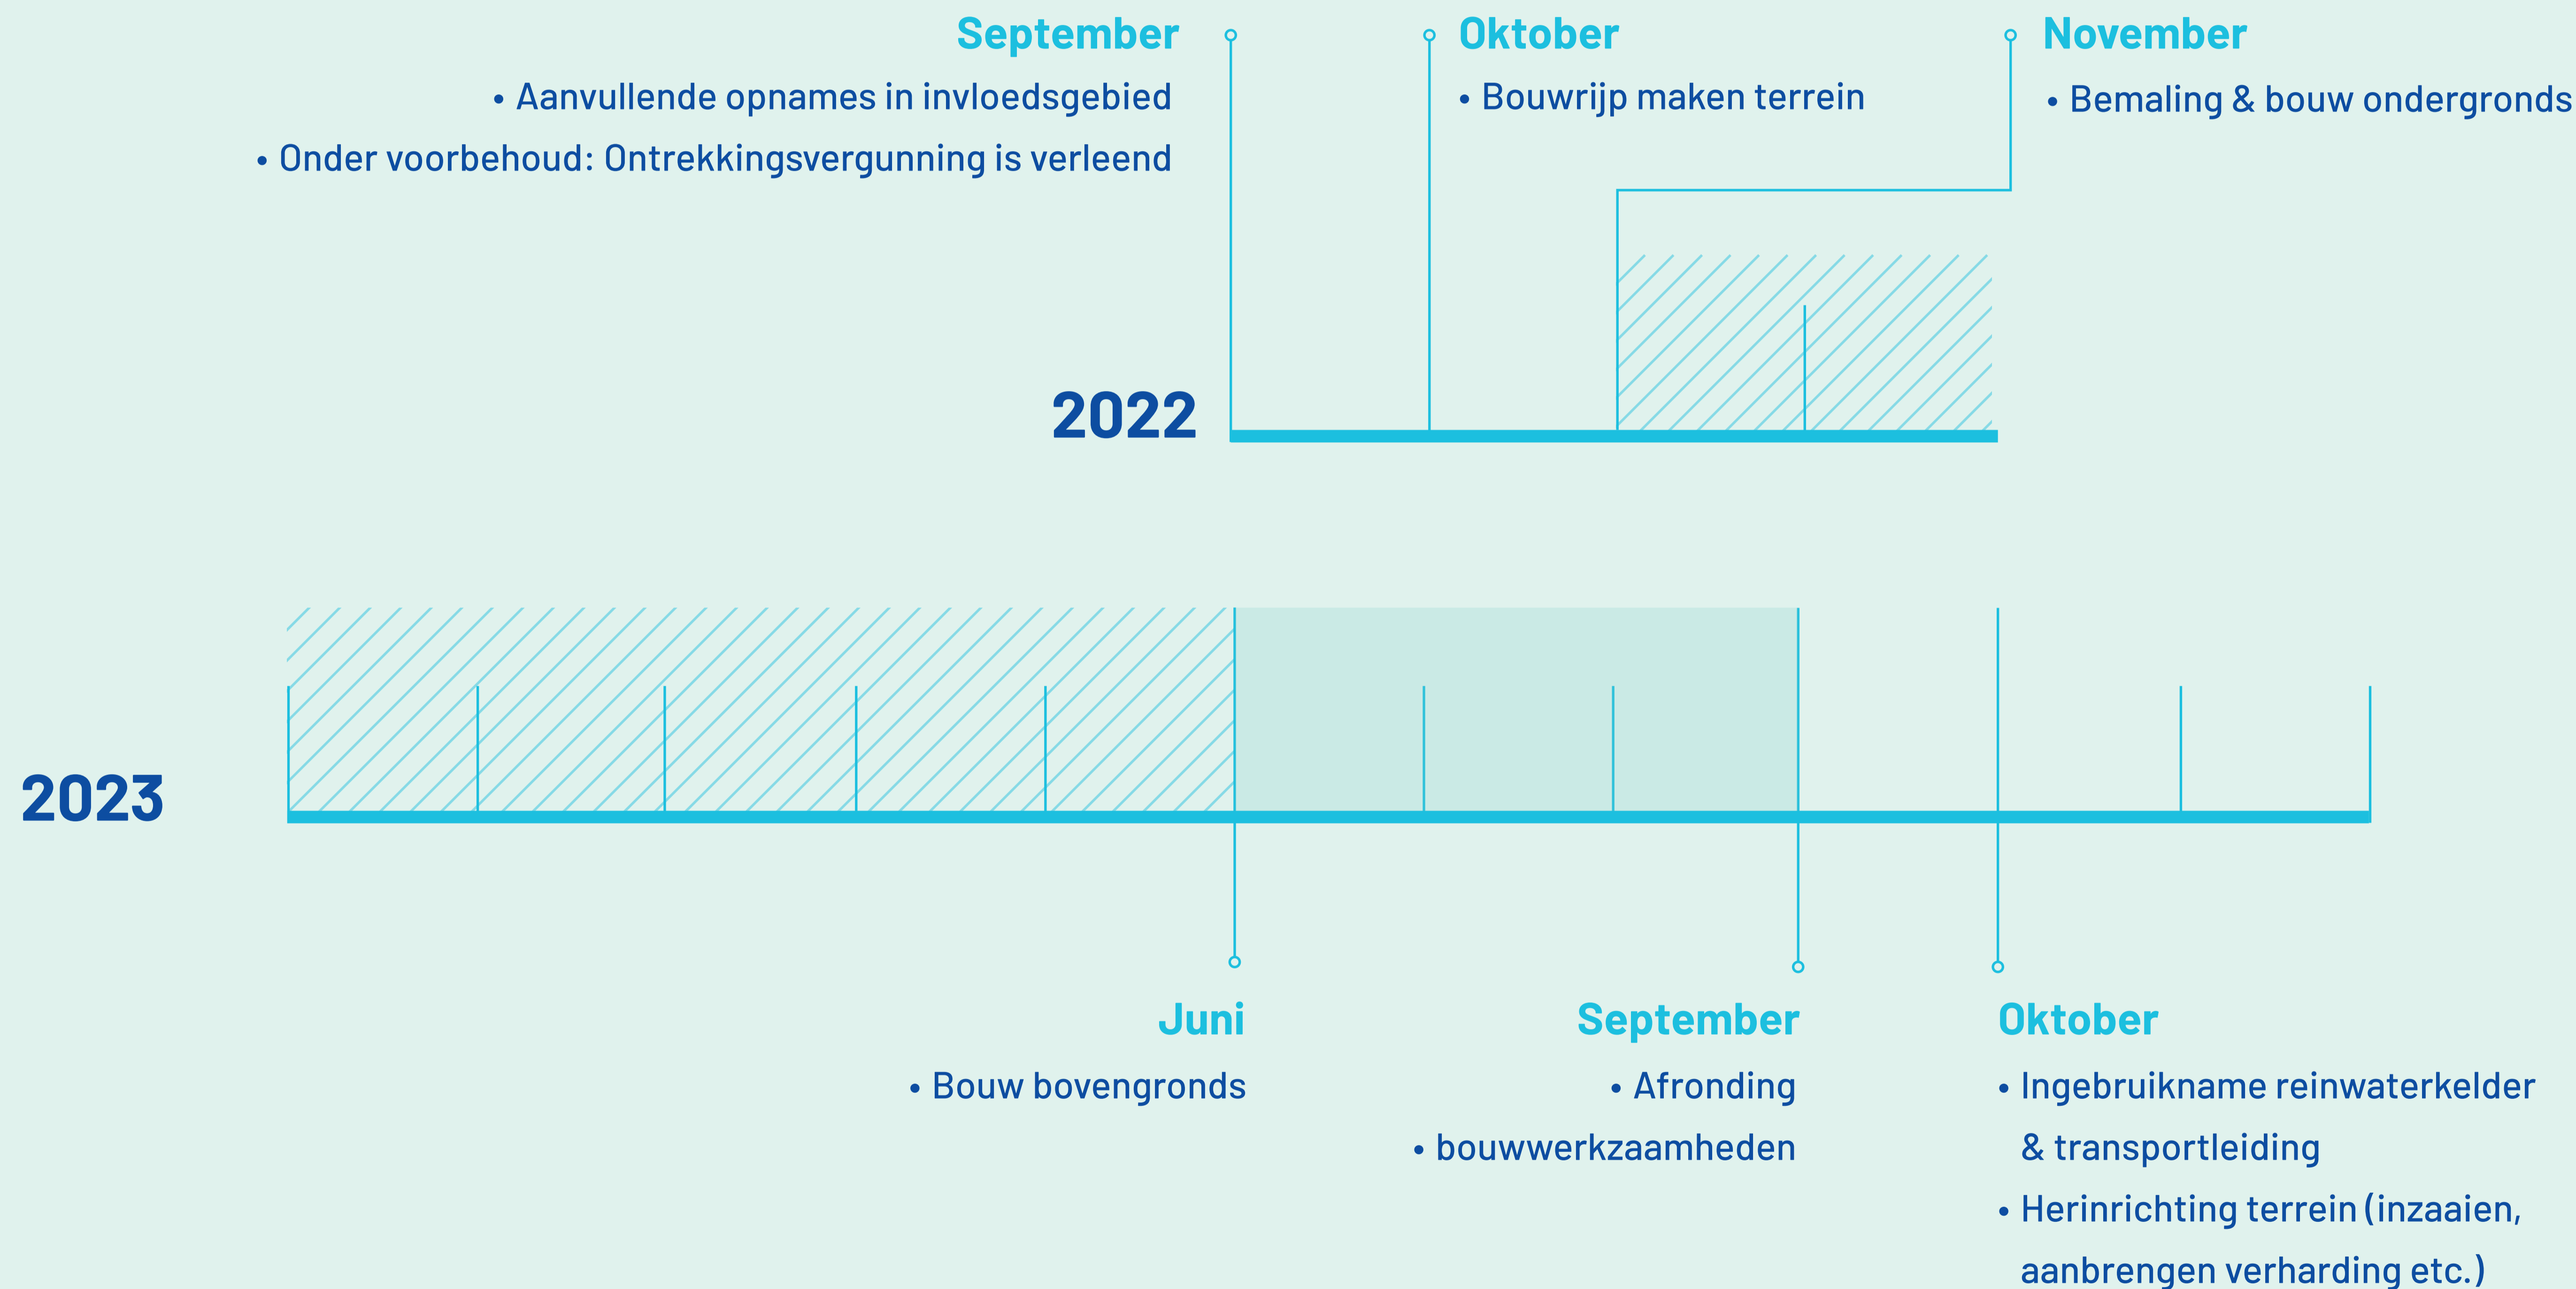 September
• Aanvullende opnames in invloedsgebied
• Onder voorbehoud: Ontrekkingsvergunning is verleend
Oktober
• Bouwrijp maken terrein
November
• Bemaling & bouw ondergronds
2022
2023
Juni
• Bouw bovengronds
September
• Afronding
• bouwwerkzaamheden
Oktober
• Ingebruikname reinwaterkelder
& transportleiding
• Herinrichting terrein (inzaaien,
aanbrengen verharding etc.)